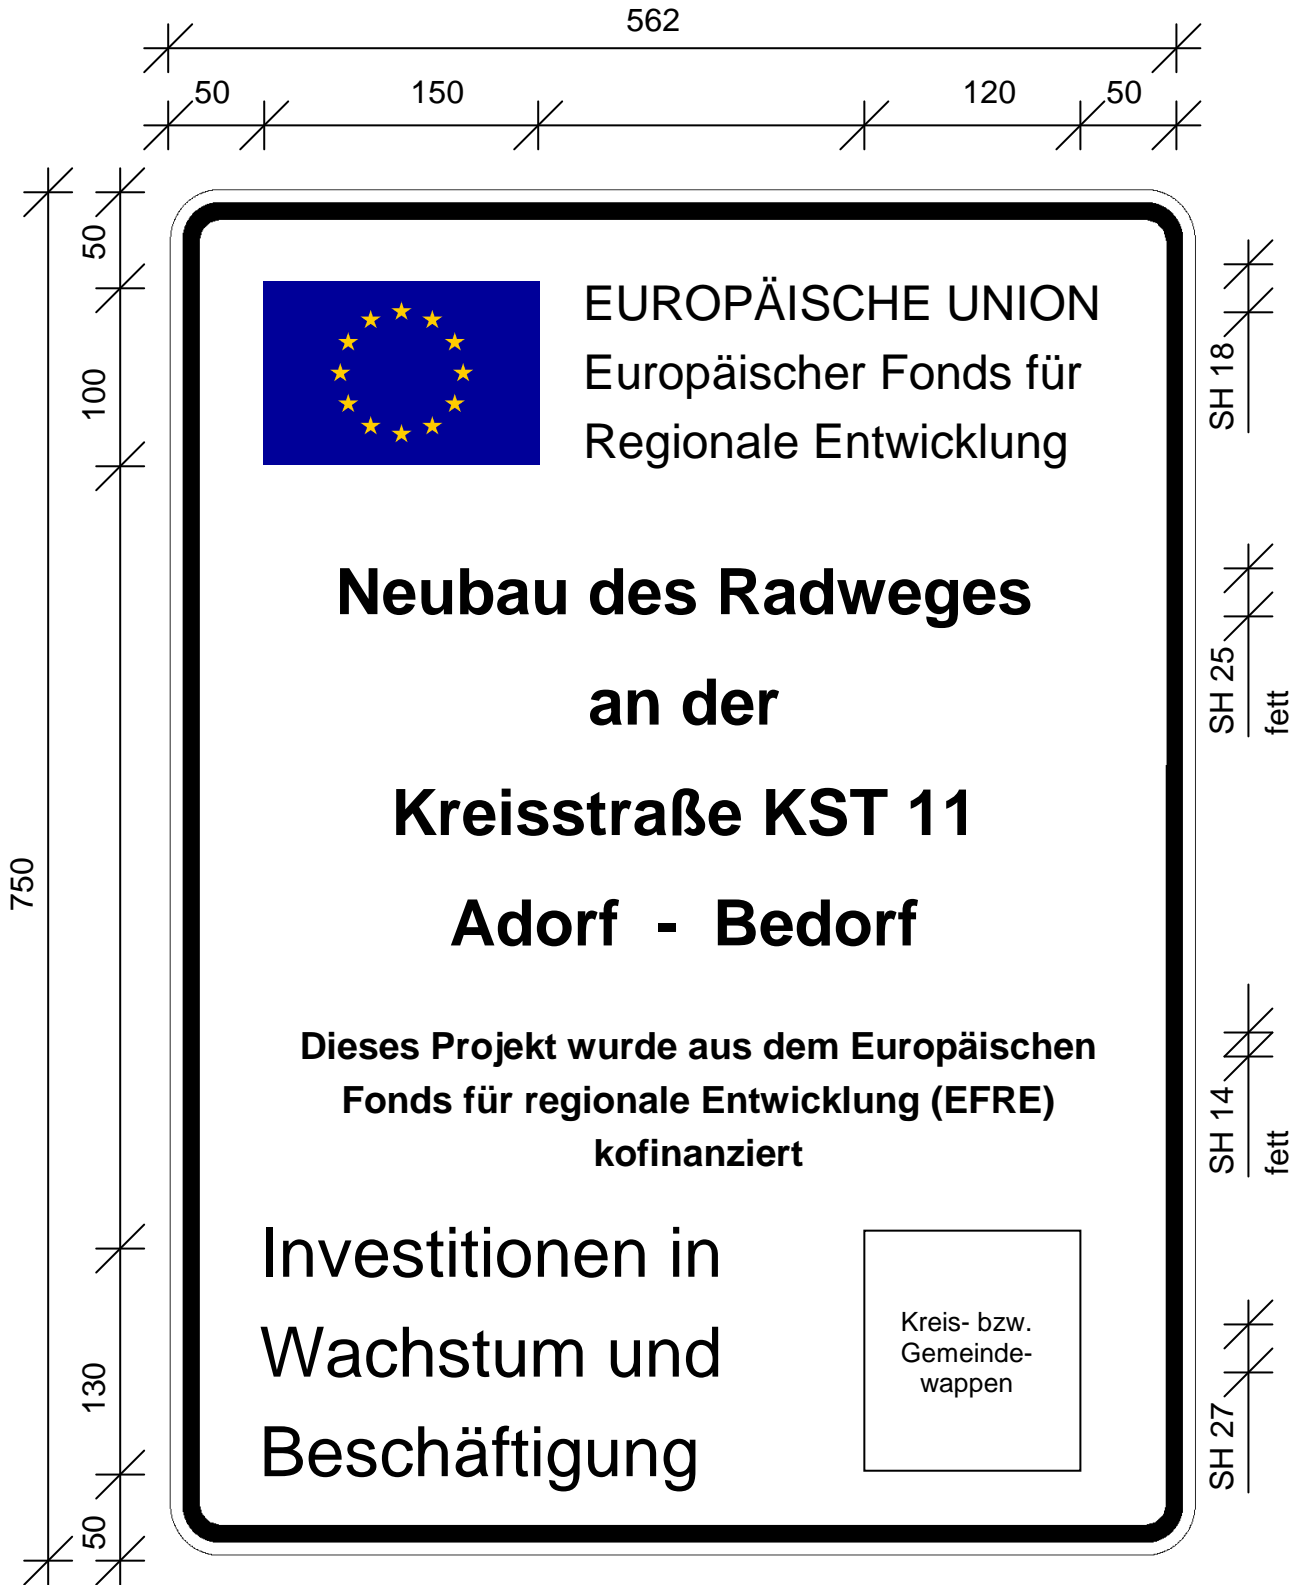 562
50 150 120 50
50
100
750
130
50
EUROPÄISCHE UNION
Europäischer Fonds für
Regionale Entwicklung
SH 18
Neubau des Radweges
an der
Kreisstraße KST 11
Adorf - Bedorf
SH 25
fett
Dieses Projekt wurde aus dem Europäischen
Fonds für regionale Entwicklung (EFRE)
kofinanziert
SH 14
fett
Investitionen in
Wachstum und
Beschäftigung
Kreis- bzw.
Gemeinde-
wappen
SH 27